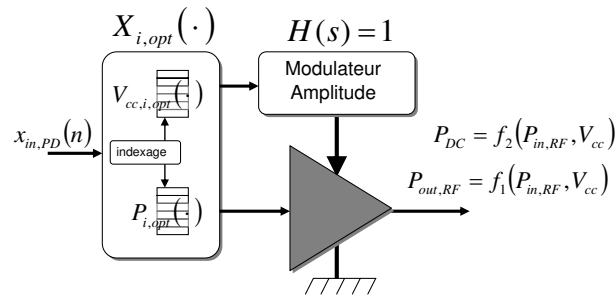 X_{i,opt}(·)
H(s)=1
V_{cc,i,opt}(·)
Modulateur
Amplitude
x_{in,PD}(n)
indexage
P_{DC} = f_2(P_{in,RF}, V_{cc})
P_{out,RF} = f_1(P_{in,RF}, V_{cc})
P_{i,opt}(·)